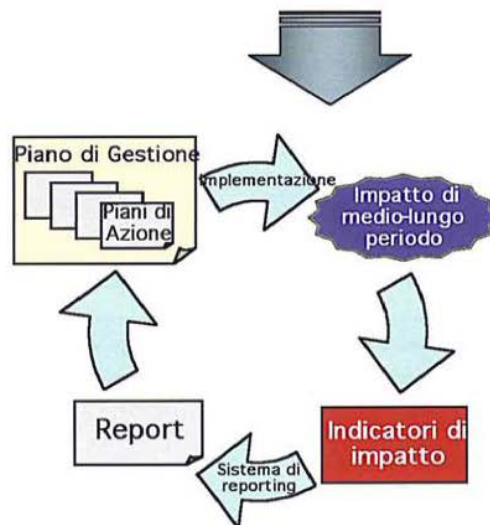 Piano di Gestione
Piani di
Azione
Implementazione
Impatto di
medio-lungo
periodo
Indicatori di
impatto
Sistema di
reporting
Report